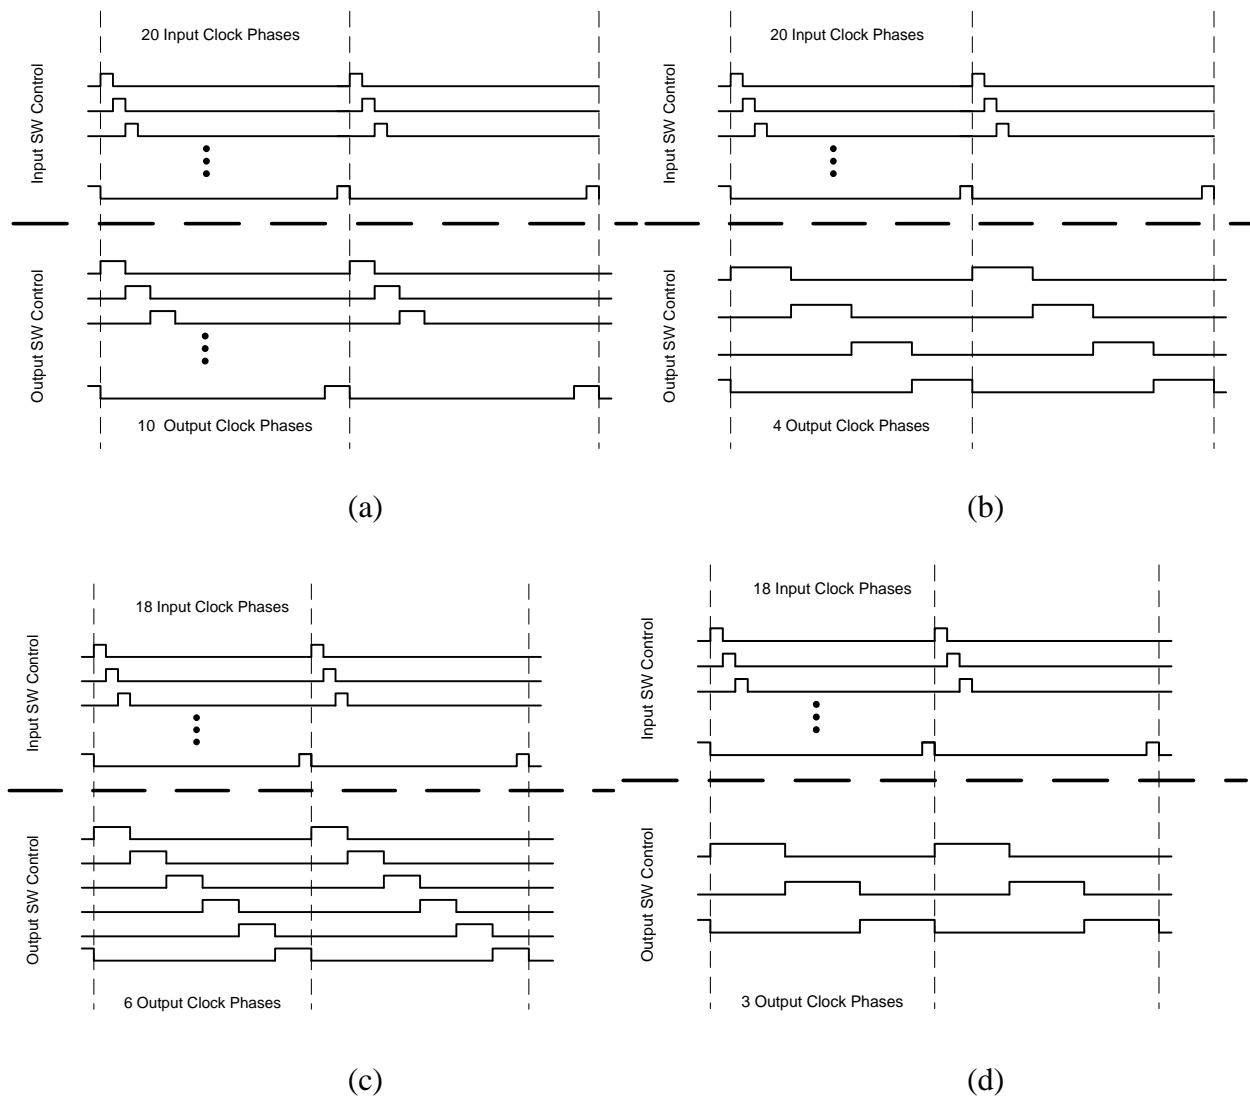 20 Input Clock Phases
Input SW Control
Output SW Control
10 Output Clock Phases
(a)
20 Input Clock Phases
Input SW Control
Output SW Control
4 Output Clock Phases
(b)
18 Input Clock Phases
Input SW Control
Output SW Control
6 Output Clock Phases
(c)
18 Input Clock Phases
Input SW Control
Output SW Control
3 Output Clock Phases
(d)